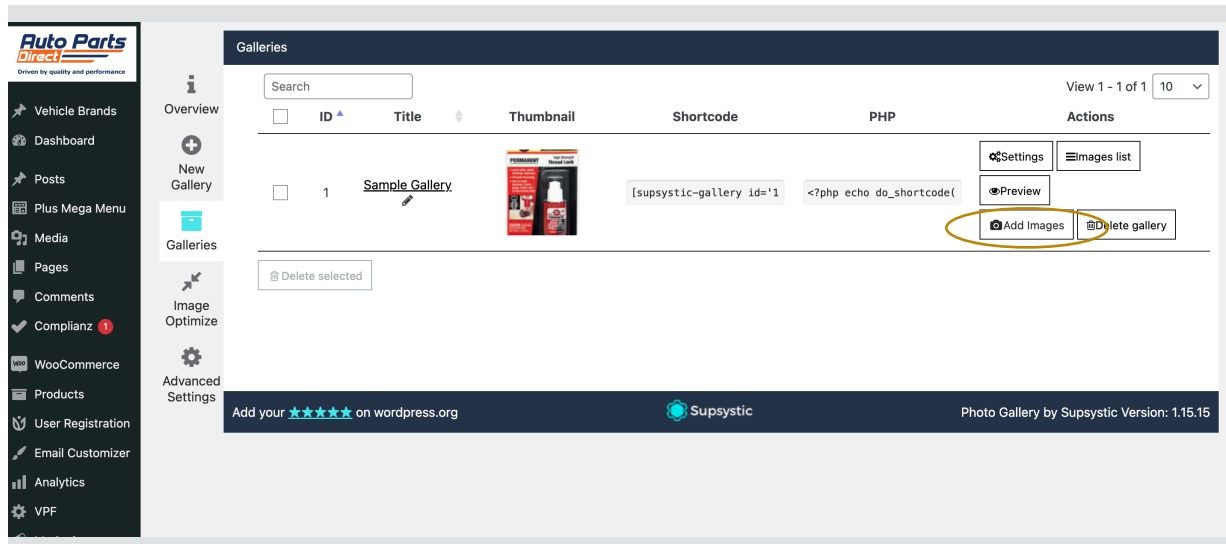 Auto Parts
Direct
Driven by quality and performance
Vehicle Brands
Dashboard
Posts
Plus Mega Menu
Media
Pages
Comments
Complianz 1
WooCommerce
Products
User Registration
Email Customizer
Analytics
VPF
Overview
New
Gallery
Galleries
Image
Optimize
Advanced
Settings
Galleries
Search
View 1 - 1 of 1 10
ID Title Thumbnail Shortcode PHP Actions
PERMANENT
Thread Lock
1 Sample Gallery [supsystic-gallery id='1 <?php echo do_shortcode(
Settings Images list
Preview
Add Images Delete gallery
Delete selected
Add your ★★★★★ on wordpress.org
Supsystic
Photo Gallery by Supsystic Version: 1.15.15